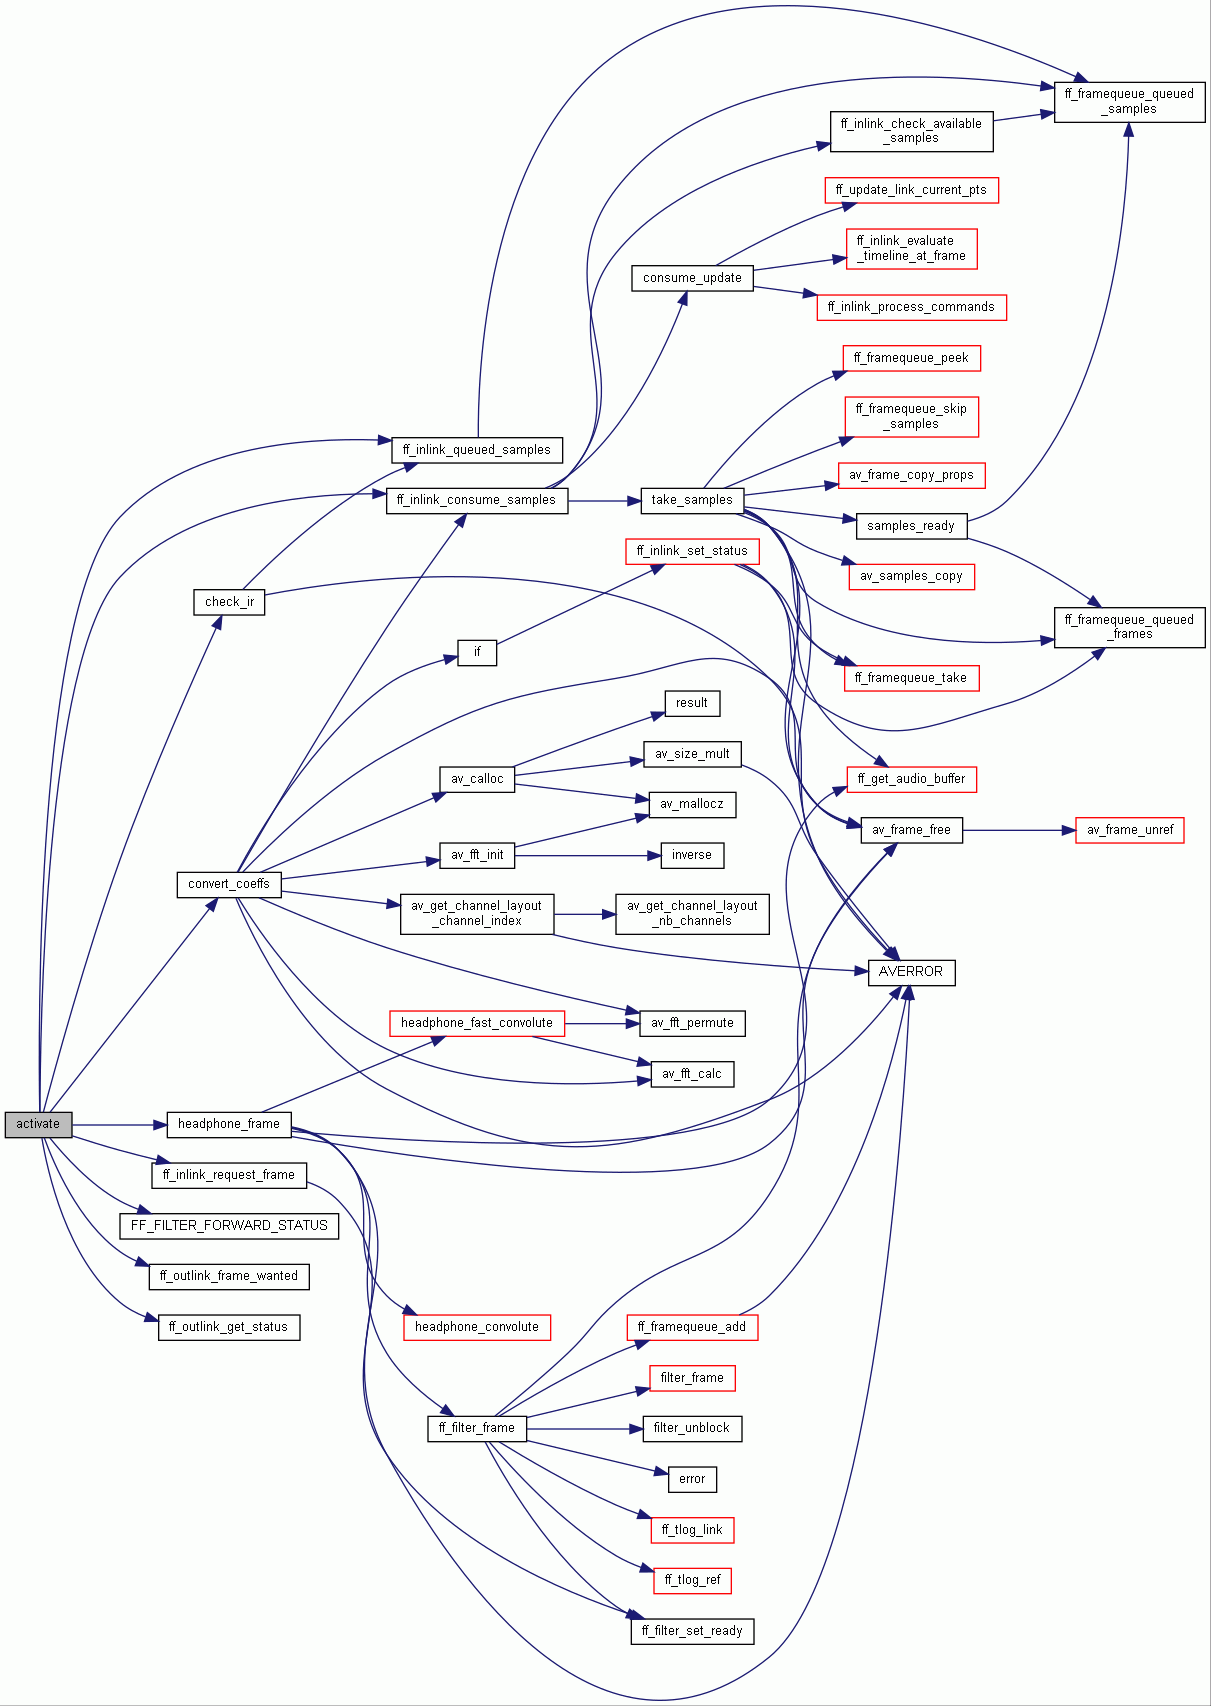 ff_framequeue_queued
_samples
ff_inlink_check_available
_samples
ff_update_link_current_pts
ff_inlink_evaluate
_timeline_at_frame
consume_update
ff_inlink_process_commands
ff_framequeue_peek
ff_framequeue_skip
_samples
ff_inlink_queued_samples
av_frame_copy_props
ff_inlink_consume_samples
take_samples
samples_ready
ff_inlink_set_status
av_samples_copy
check_ir
ff_framequeue_queued
_frames
if
ff_framequeue_take
result
av_size_mult
av_calloc
ff_get_audio_buffer
av_mallocz
av_frame_free
av_frame_unref
av_fft_init
inverse
convert_coeffs
av_get_channel_layout
_channel_index
av_get_channel_layout
_nb_channels
AVERROR
headphone_fast_convolute
av_fft_permute
av_fft_calc
activate
headphone_frame
ff_inlink_request_frame
FF_FILTER_FORWARD_STATUS
ff_outlink_frame_wanted
ff_outlink_get_status
headphone_convolute
ff_framequeue_add
filter_frame
ff_filter_frame
filter_unblock
error
ff_tlog_link
ff_tlog_ref
ff_filter_set_ready